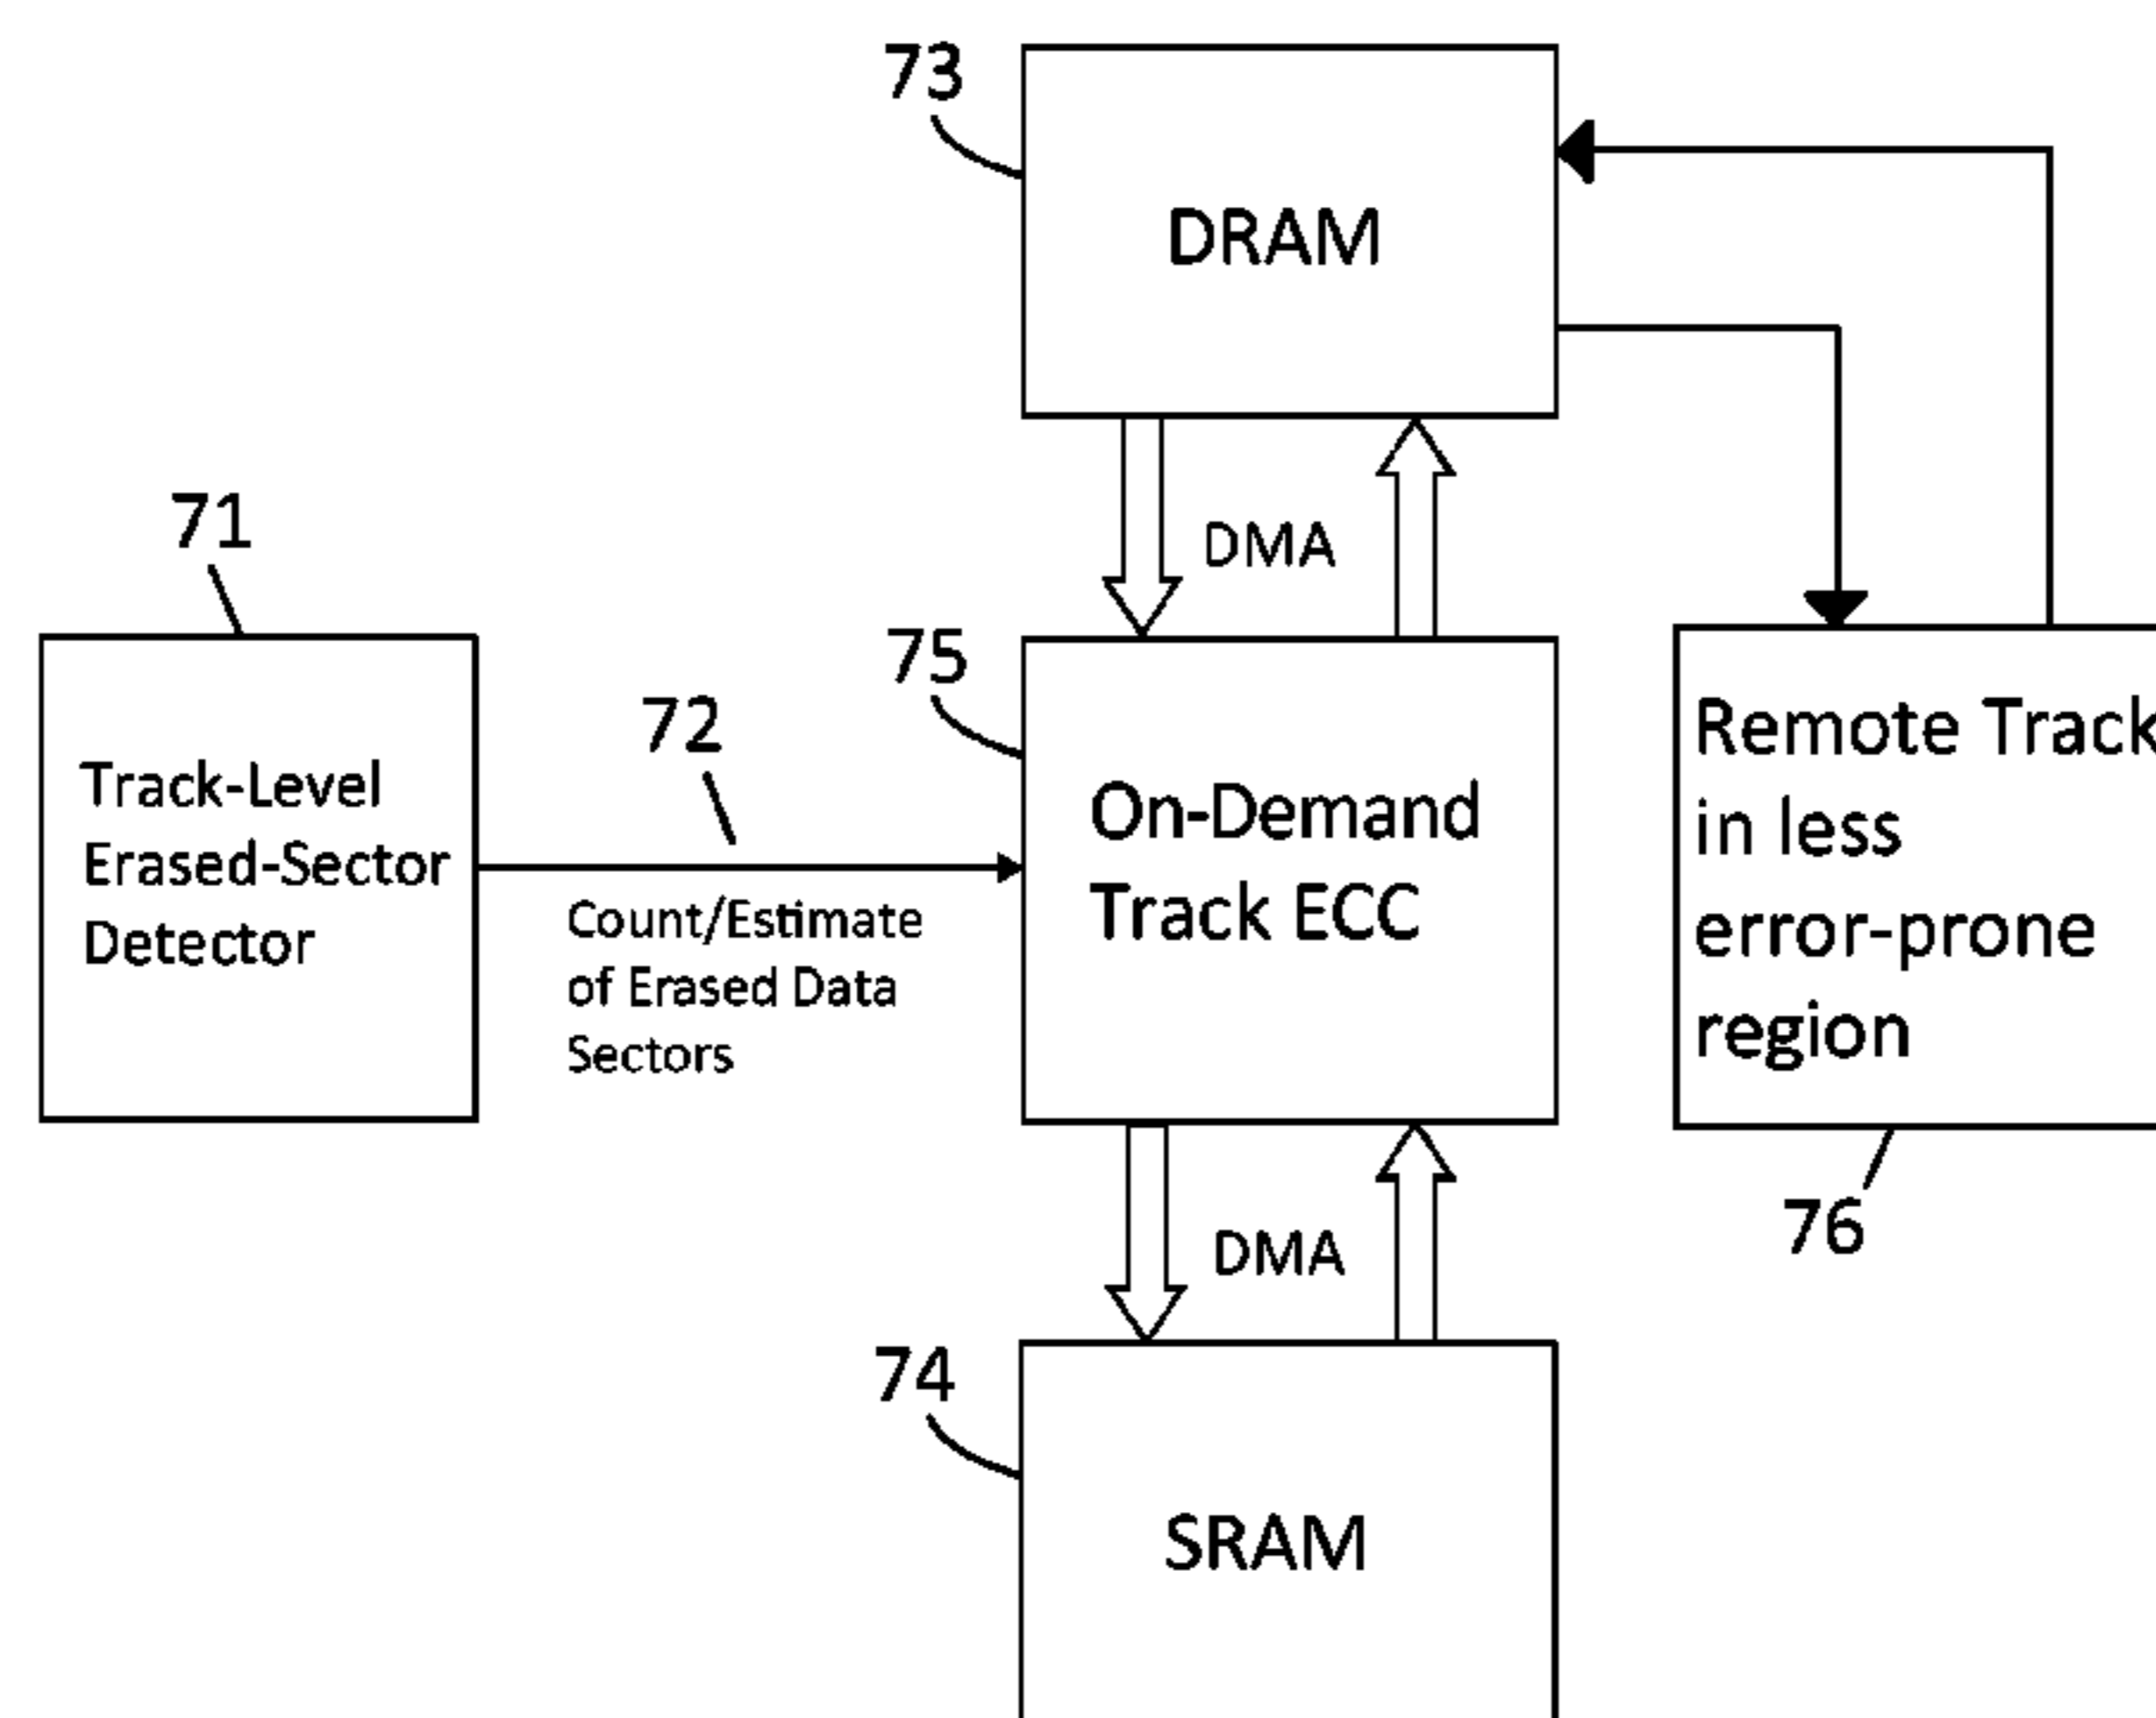 73
DRAM
71
DMA
75
72
Track-Level
Erased-Sector
Detector
Count/Estimate
of Erased Data
Sectors
On-Demand
Track ECC
Remote Track
in less
error-prone
region
76
DMA
74
SRAM